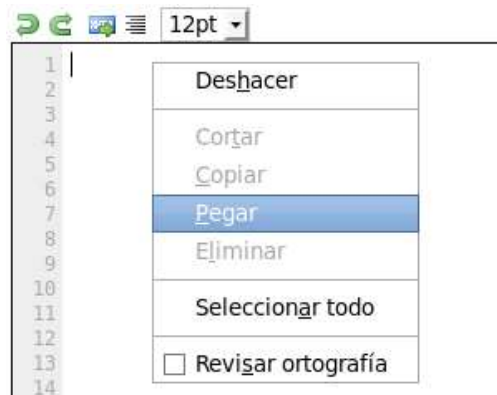 12pt
1
2
3
4
5
6
7
8
9
10
11
12
13
14
Deshacer
Cortar
Copiar
Pegar
Eliminar
Seleccionar todo
Revisar ortografía